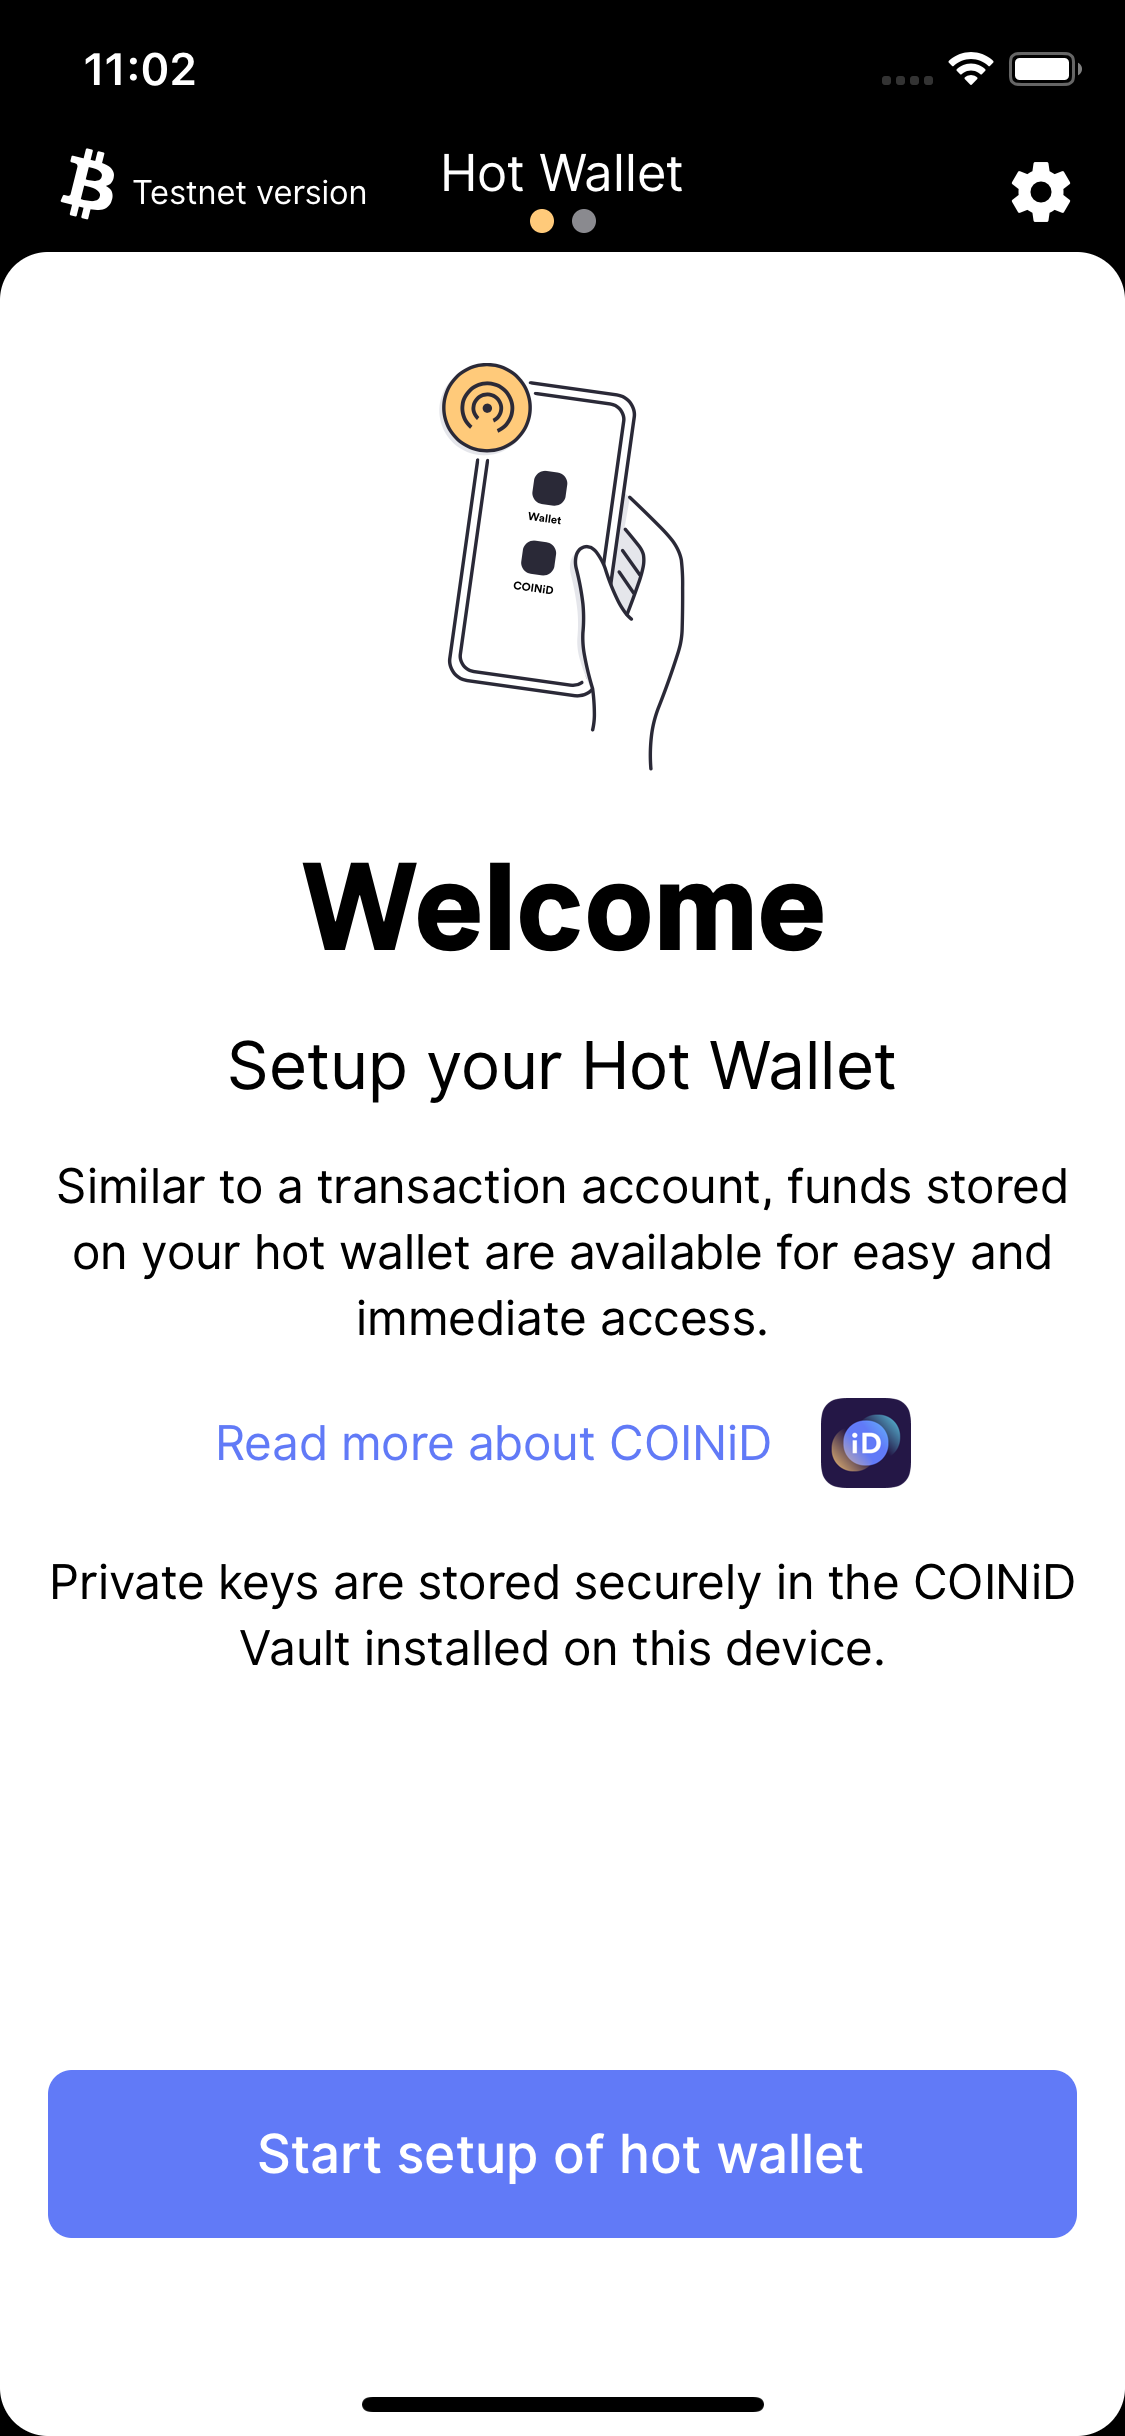 11:02
Testnet version
Hot Wallet
Wallet
COINiD
Welcome
Setup your Hot Wallet
Similar to a transaction account, funds stored
on your hot wallet are available for easy and
immediate access.
Read more about COINiD
iD
Private keys are stored securely in the COINiD
Vault installed on this device.
Start setup of hot wallet